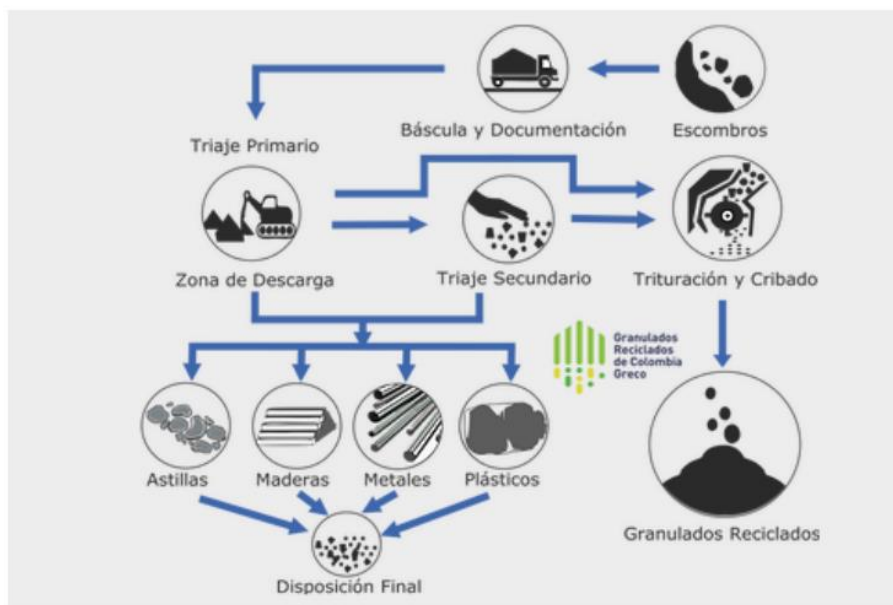 Báscula y Documentación
Escombros
Triaje Primario
Zona de Descarga
Triaje Secundario
Trituración y Cribado
Granulados
Reciclados
de Colombia
Greco
Astillas
Maderas
Metales
Plásticos
Granulados Reciclados
Disposición Final